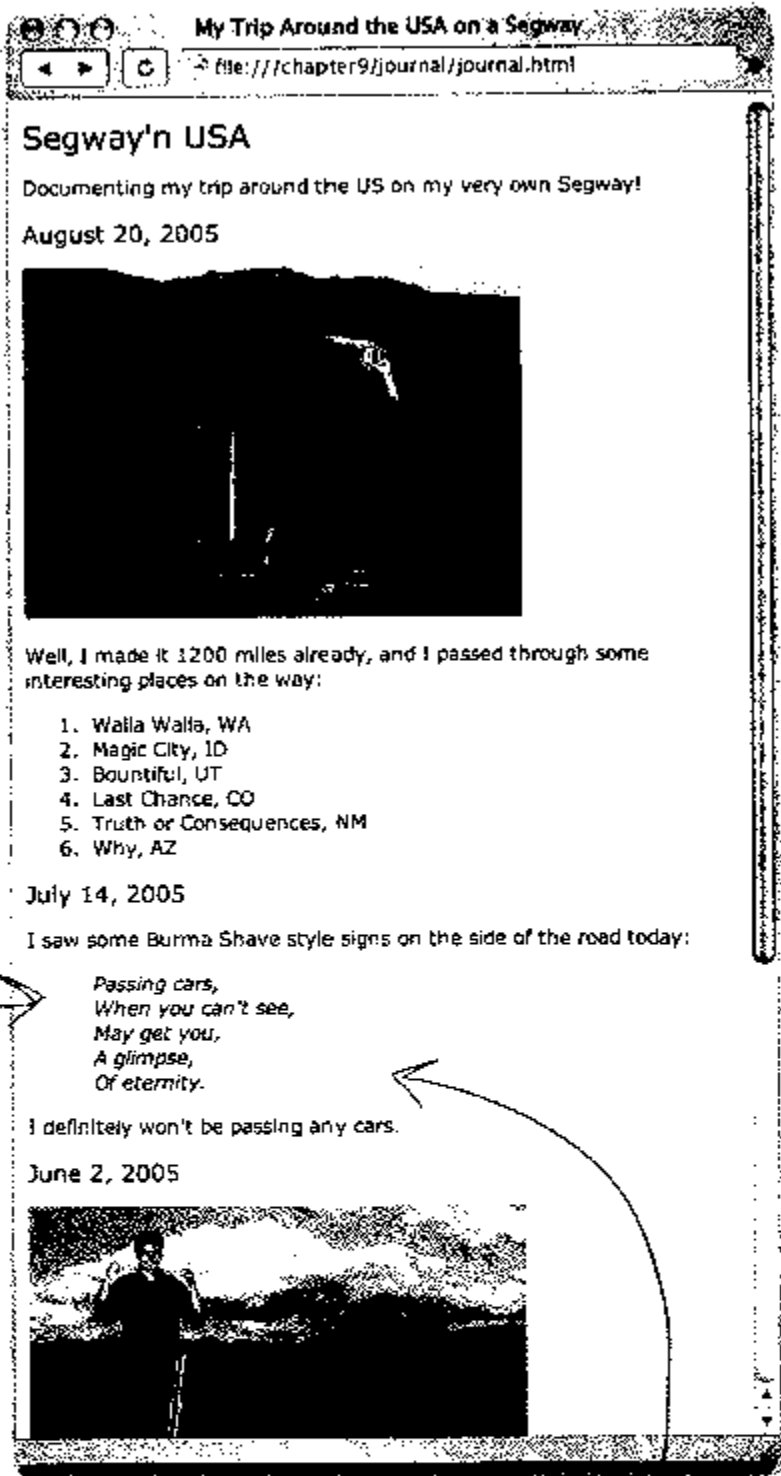 My Trip Around the USA on a Segway
file:///chapter9/journal/journal.html
Segway'n USA
Documenting my trip around the US on my very own Segway!
August 20, 2005
Well, I made it 1200 miles already, and I passed through some
interesting places on the way:
1. Walla Walla, WA
2. Magic City, ID
3. Bountiful, UT
4. Last Chance, CO
5. Truth or Consequences, NM
6. Why, AZ
July 14, 2005
I saw some Burma Shave style signs on the side of the road today:
Passing cars,
When you can't see,
May get you,
A glimpse,
Of eternity.
I definitely won't be passing any cars.
June 2, 2005